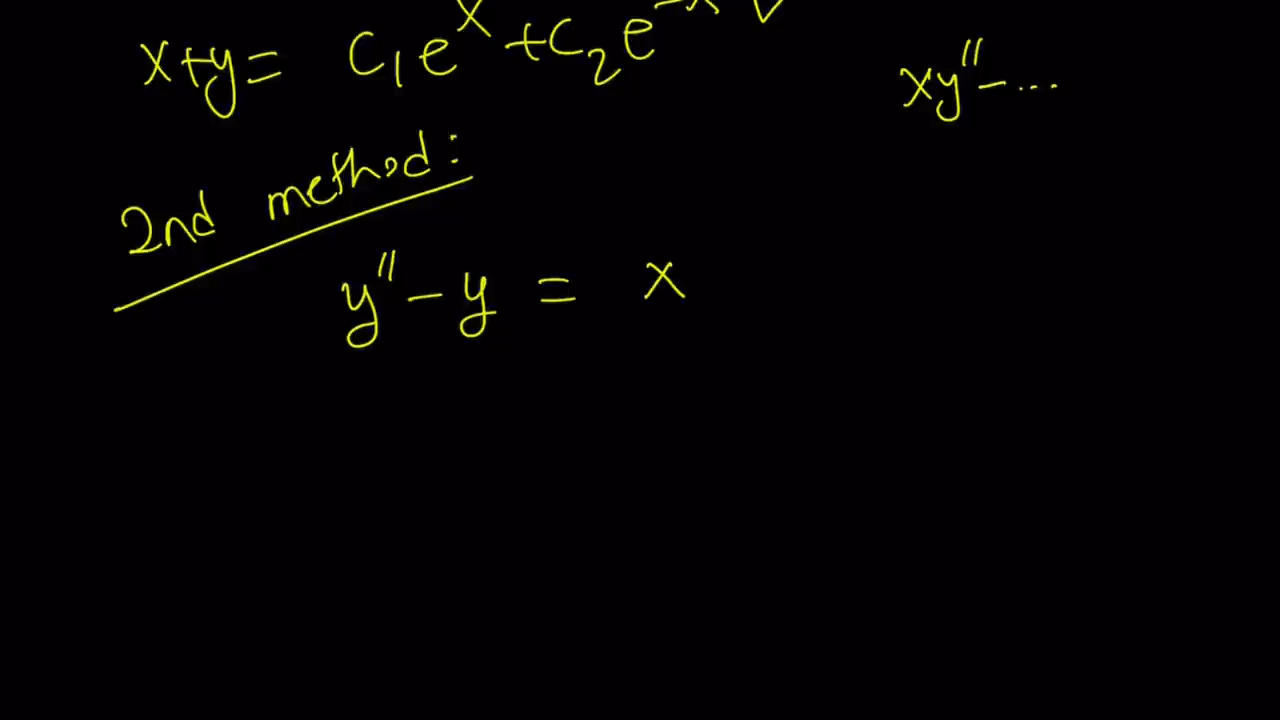 x+y = C₁eˣ + C₂e⁻ˣ √
xy'' - ...
2nd method:
y'' - y = x